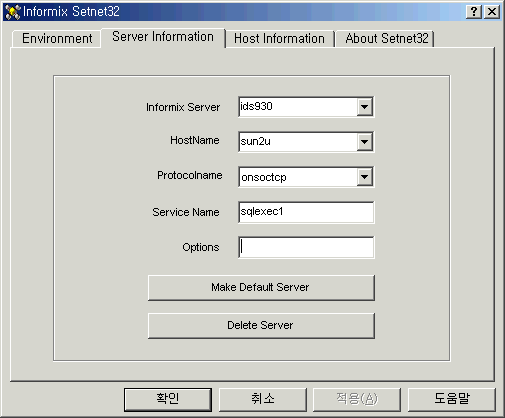 Informix Setnet32
Environment Server Information Host Information About Setnet32
Informix Server ids930
HostName sun2u
Protocolname onsoctcp
Service Name sqlexec1
Options
Make Default Server
Delete Server
확인 취소 적용(A) 도움말